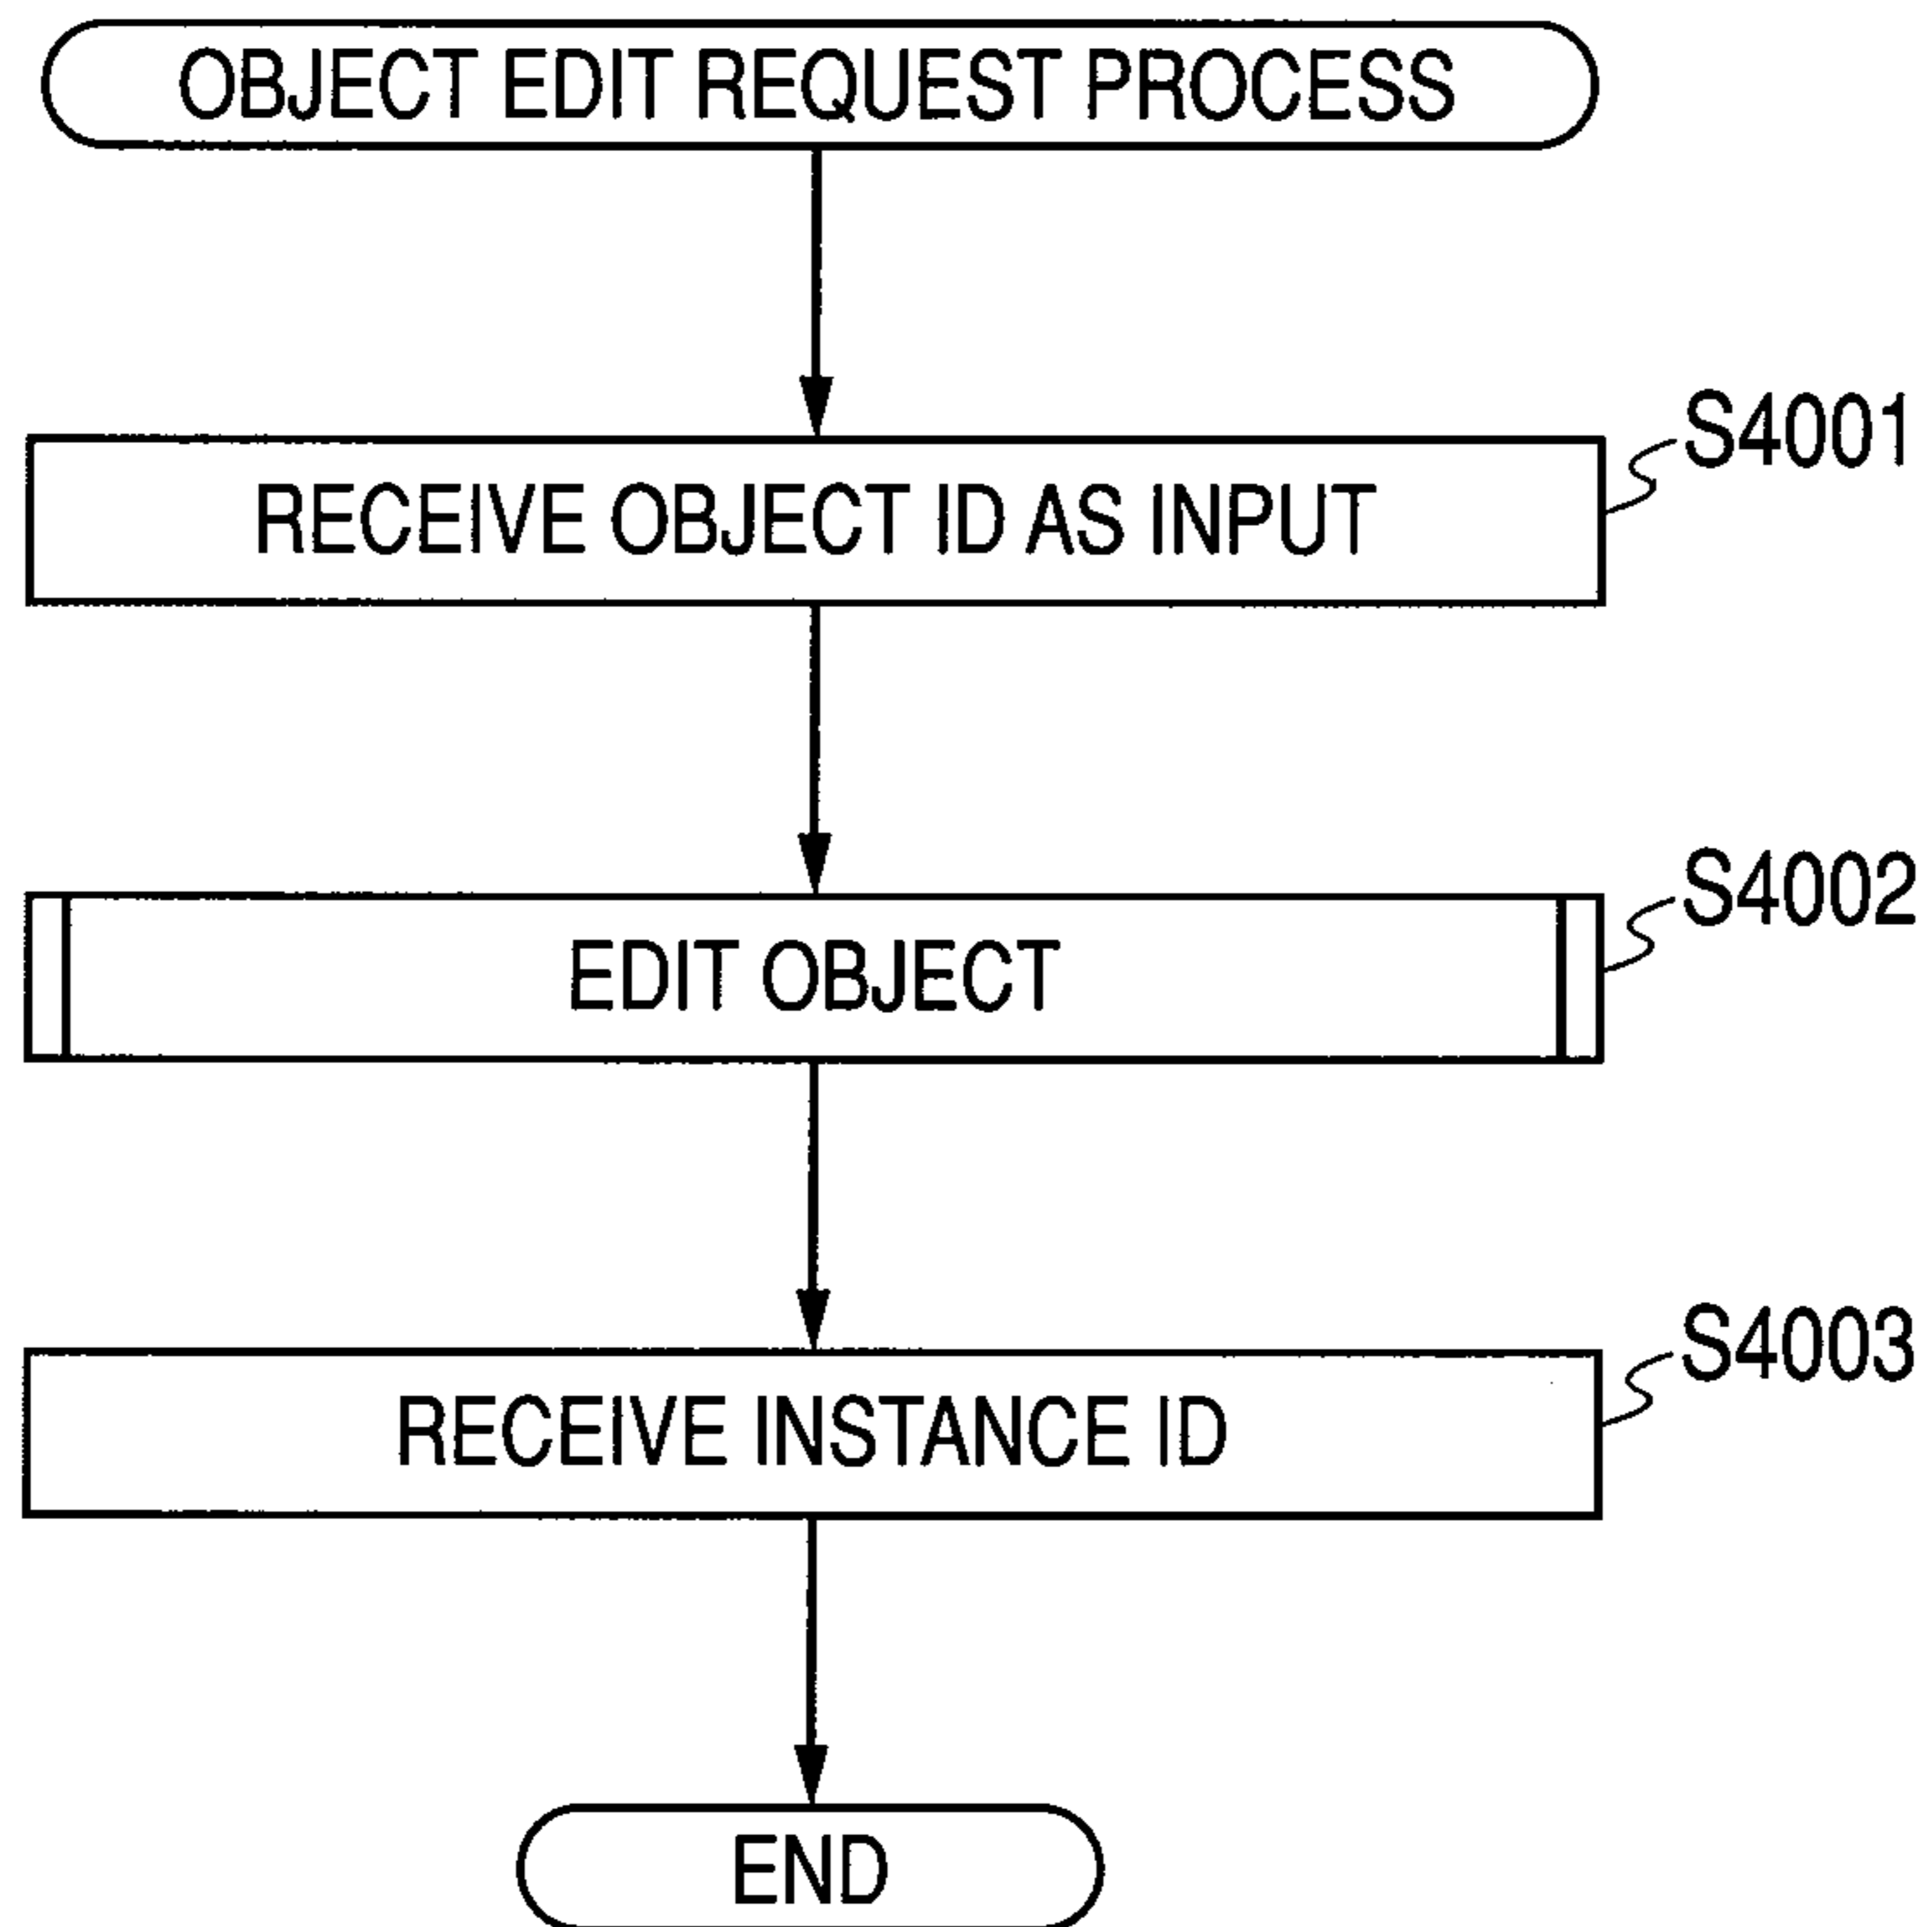 OBJECT EDIT REQUEST PROCESS
S4001
RECEIVE OBJECT ID AS INPUT
S4002
EDIT OBJECT
S4003
RECEIVE INSTANCE ID
END